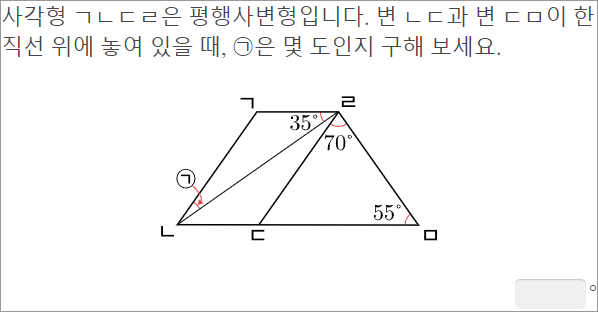 사각형 ㄱㄴㄷㄹ은 평행사변형입니다. 변 ㄴㄷ과 변 ㄷㅁ이 한
직선 위에 놓여 있을 때, ㉠은 몇 도인지 구해 보세요.
ㄱ
ㄹ
35°
70°
㉠
55°
ㄴ
ㄷ
ㅁ
°